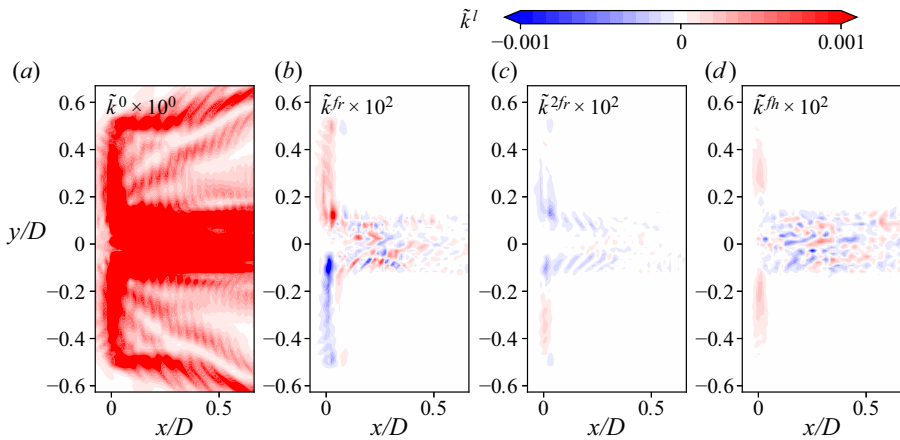 k̃ˡ
−0.001 0 0.001
(a) (b) (c) (d)
k̃⁰ × 10⁰ k̃ᶠʳ × 10² k̃²ᶠʳ × 10² k̃ᶠʰ × 10²
0.6 0.6 0.6 0.6
0.4 0.4 0.4 0.4
0.2 0.2 0.2 0.2
y/D 0 0 0 0
−0.2 −0.2 −0.2 −0.2
−0.4 −0.4 −0.4 −0.4
−0.6 −0.6 −0.6 −0.6
0 0.5 0 0.5 0 0.5 0 0.5
x/D x/D x/D x/D